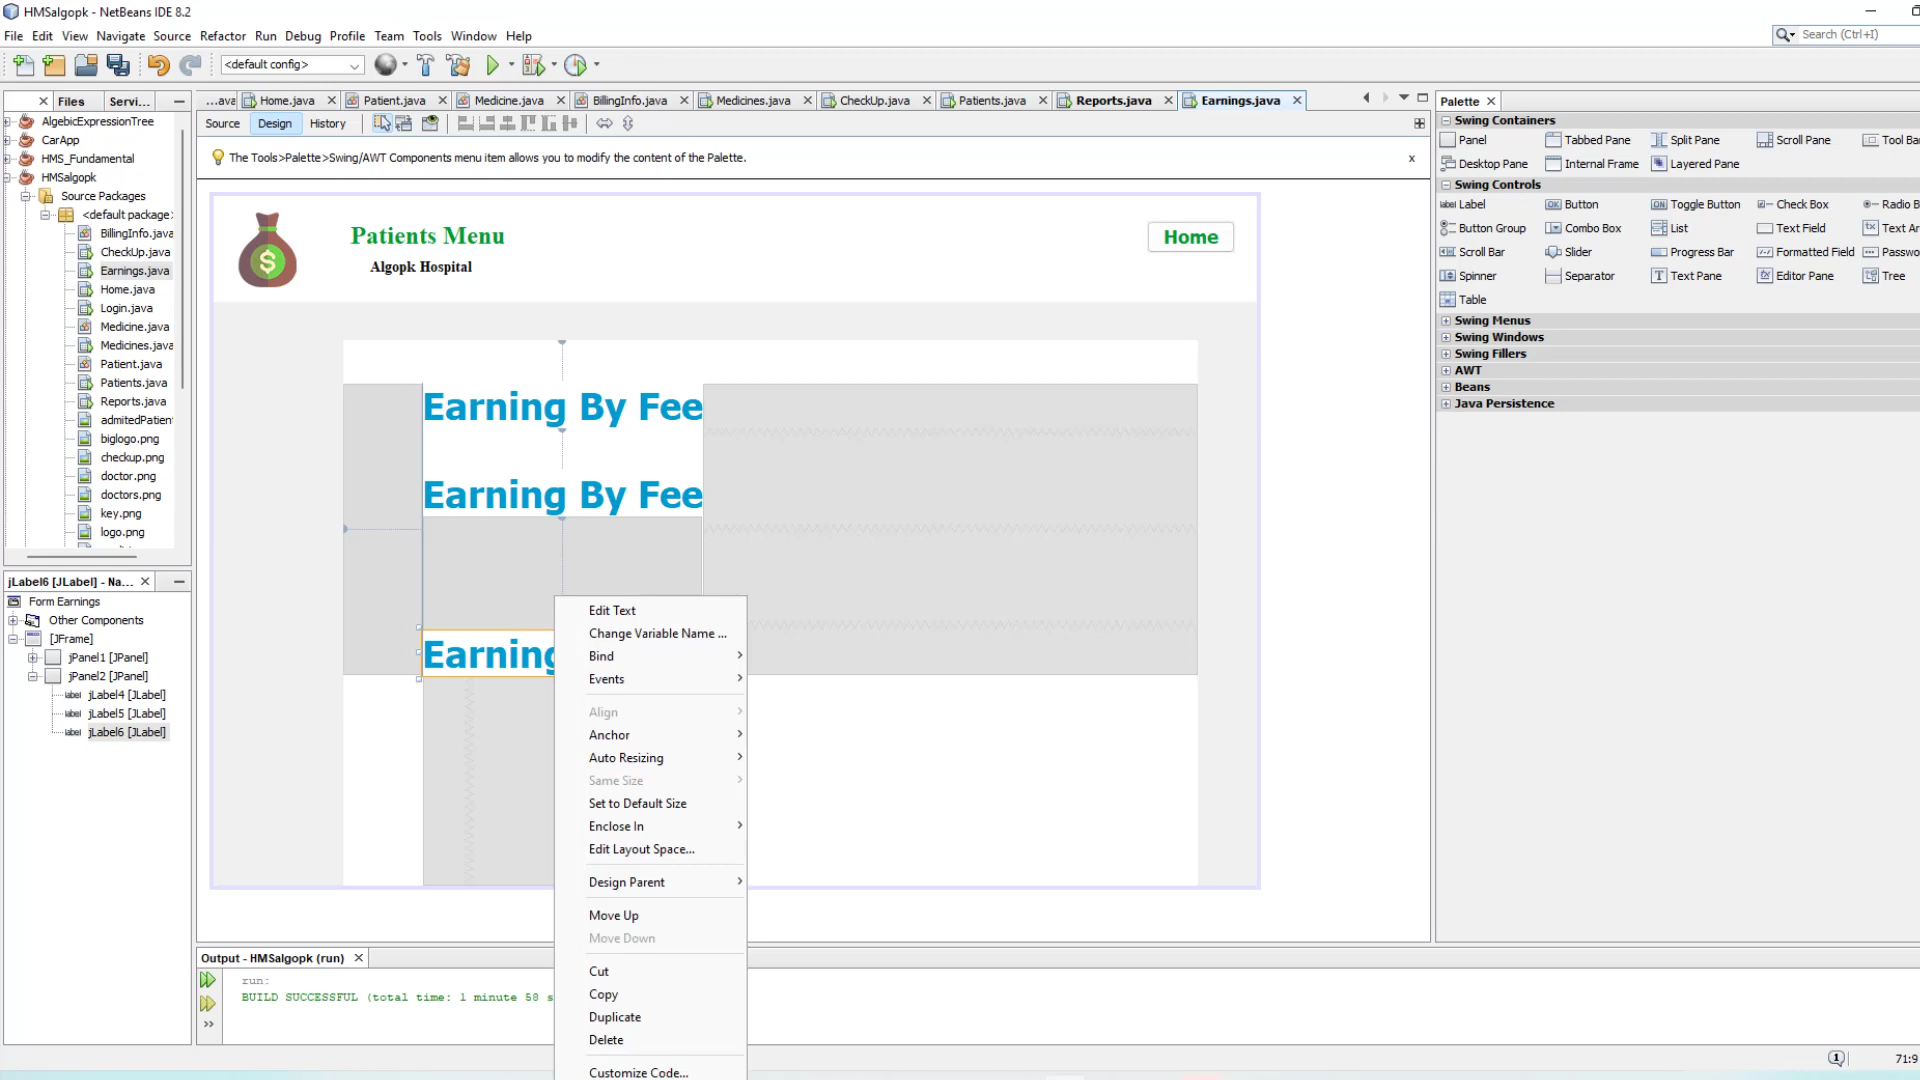 HMSalgopk - NetBeans IDE 8.2
File Edit View Navigate Source Refactor Run Debug Profile Team Tools Window Help
Search (Ctrl+I)
<default config>
Files Servi...
...ava Home.java Patient.java Medicine.java BillingInfo.java Medicines.java CheckUp.java Patients.java Reports.java Earnings.java
Source Design History
The Tools>Palette>Swing/AWT Components menu item allows you to modify the content of the Palette.
AlgebicExpressionTree
CarApp
HMS_Fundamental
HMSalgopk
Source Packages
<default package>
BillingInfo.java
CheckUp.java
Earnings.java
Home.java
Login.java
Medicine.java
Medicines.java
Patient.java
Patients.java
Reports.java
admitedPatien
biglogo.png
checkup.png
doctor.png
doctors.png
key.png
logo.png
jLabel6 [JLabel] - Na...
Form Earnings
Other Components
[JFrame]
jPanel1 [JPanel]
jPanel2 [JPanel]
jLabel4 [JLabel]
jLabel5 [JLabel]
jLabel6 [JLabel]
Patients Menu
Algopk Hospital
Home
Earning By Fee
Earning By Fee
Earning
Edit Text
Change Variable Name ...
Bind
Events
Align
Anchor
Auto Resizing
Same Size
Set to Default Size
Enclose In
Edit Layout Space...
Design Parent
Move Up
Move Down
Cut
Copy
Duplicate
Delete
Customize Code...
Palette
Swing Containers
Panel Tabbed Pane Split Pane Scroll Pane Tool Ba
Desktop Pane Internal Frame Layered Pane
Swing Controls
Label Button Toggle Button Check Box Radio B
Button Group Combo Box List Text Field Text Ar
Scroll Bar Slider Progress Bar Formatted Field Passwo
Spinner Separator Text Pane Editor Pane Tree
Table
Swing Menus
Swing Windows
Swing Fillers
AWT
Beans
Java Persistence
Output - HMSalgopk (run)
run:
BUILD SUCCESSFUL (total time: 1 minute 50 s
71:9